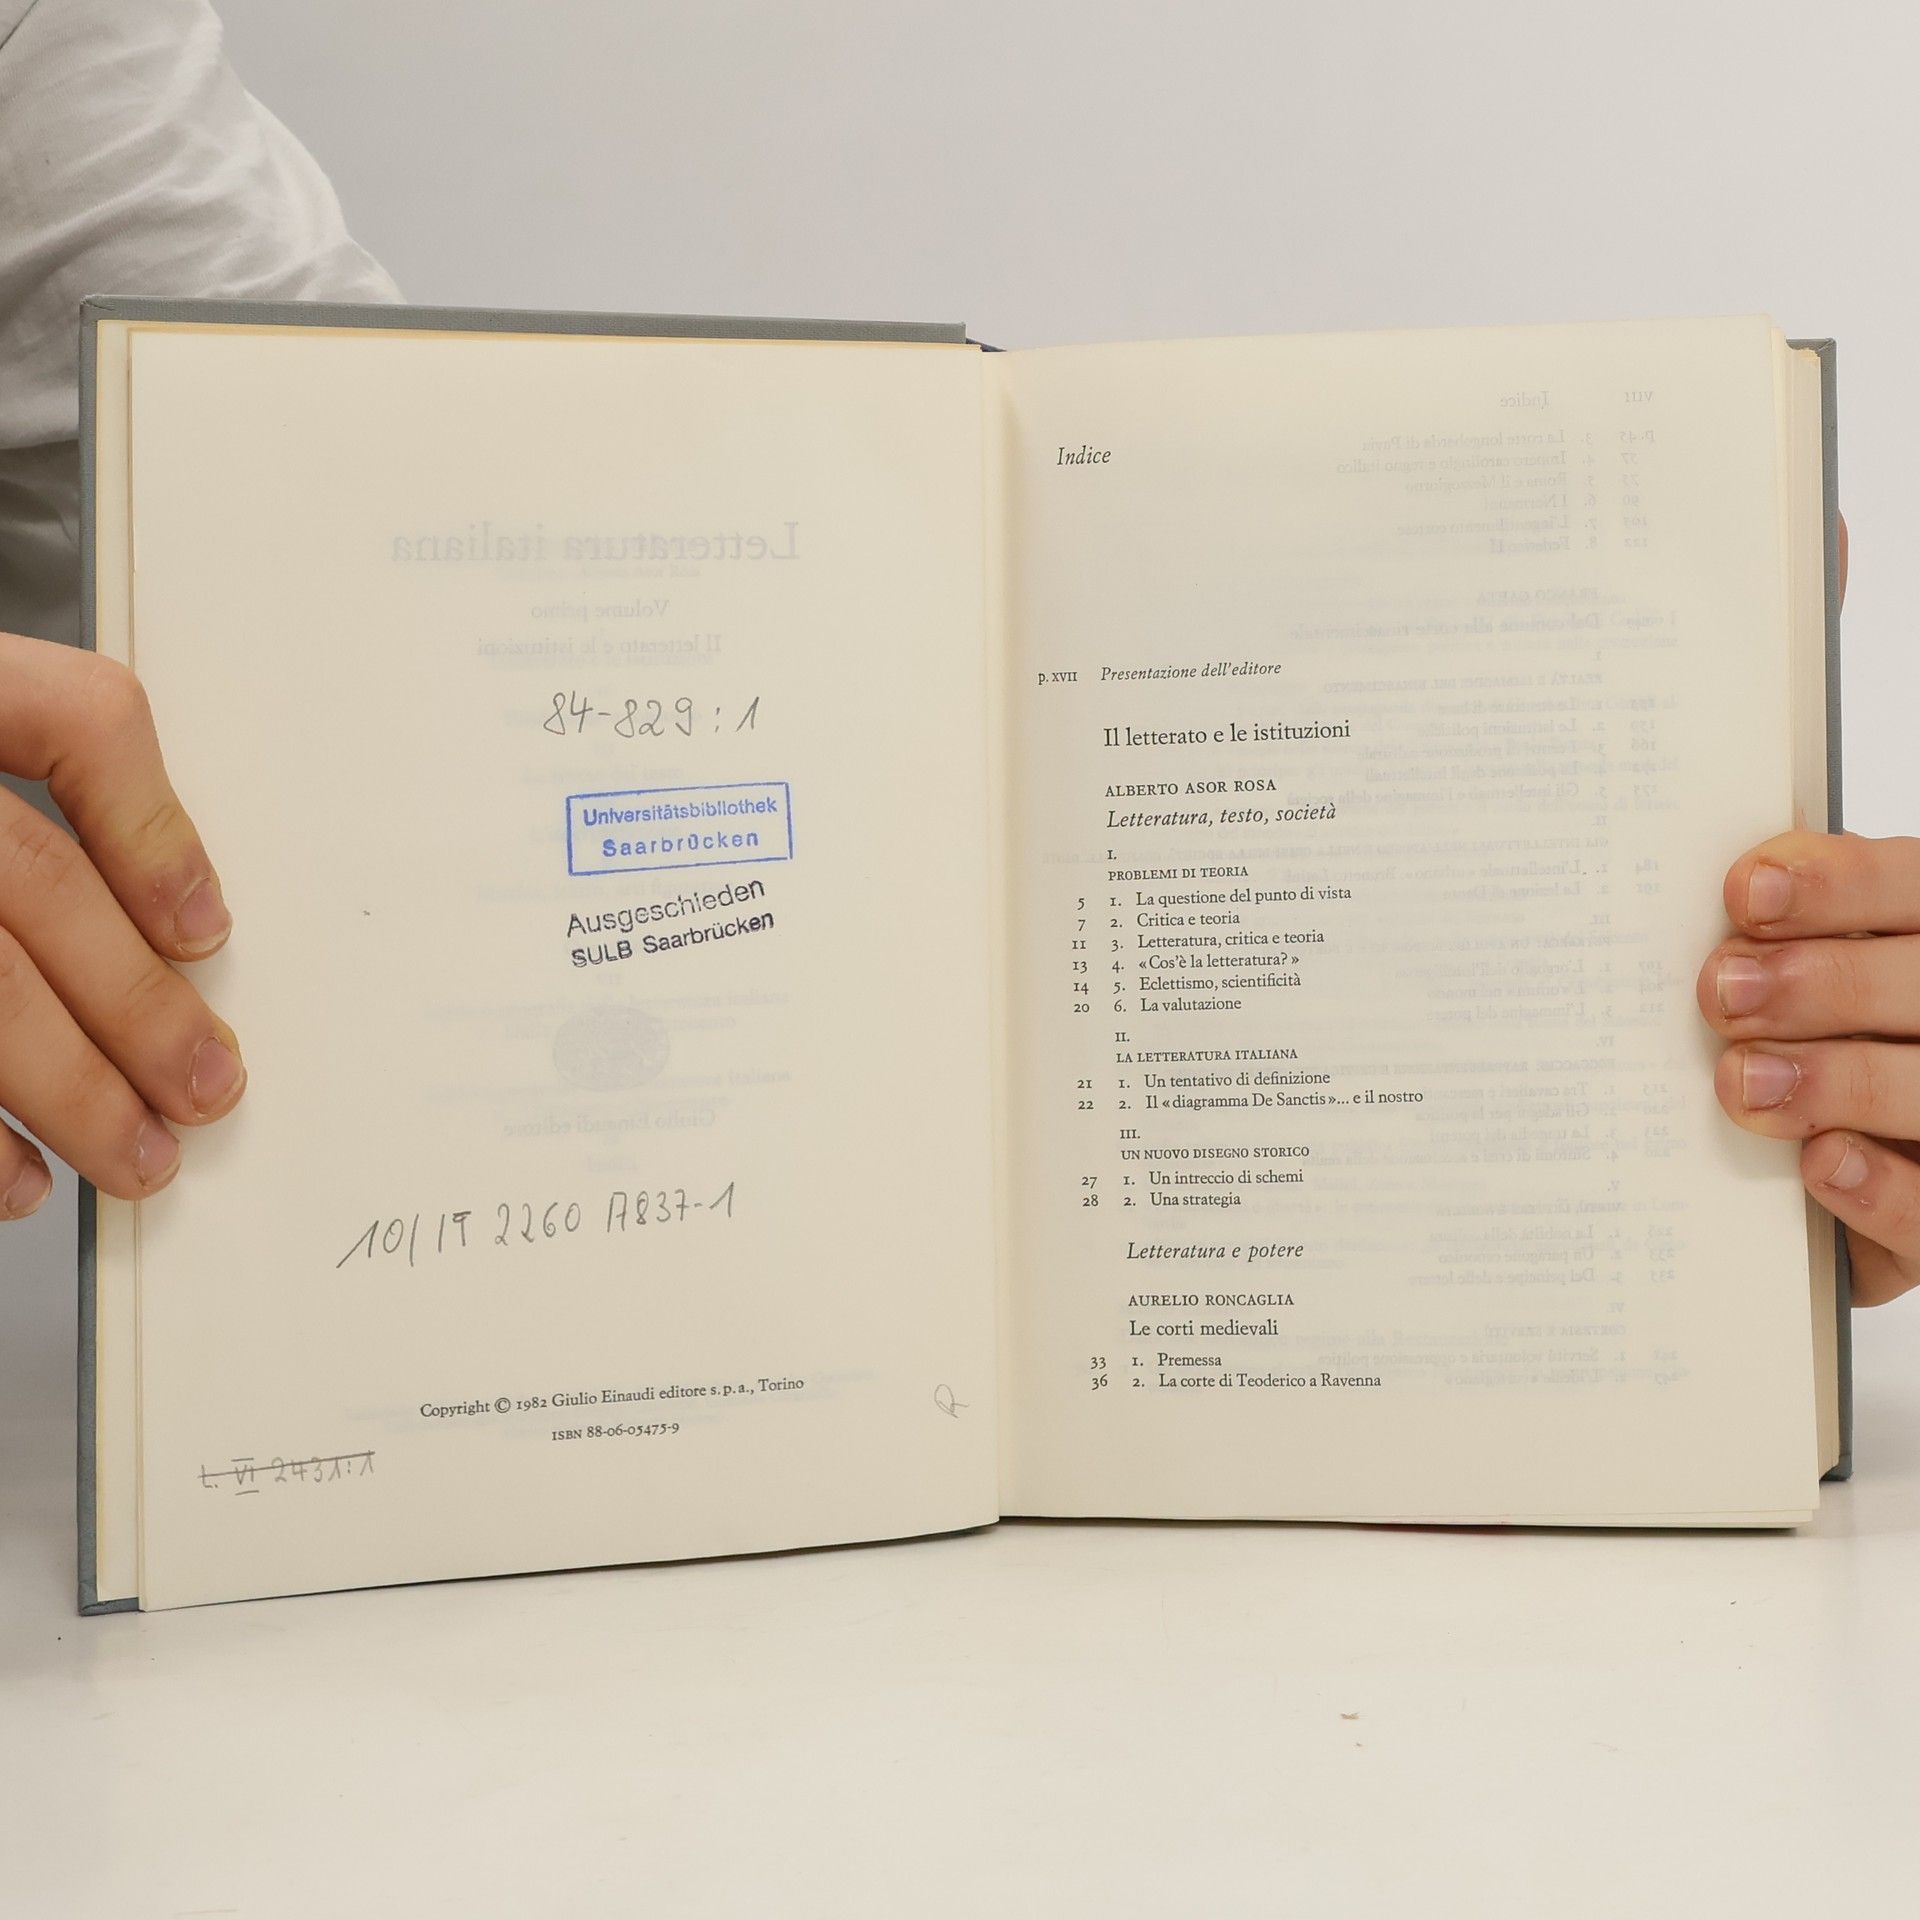 84-829:1
Universitätsbibliothek
Saarbrücken
Ausgeschieden
SULB Saarbrücken
10/IT 2260 A837-1
Copyright © 1982 Giulio Einaudi editore s.p.a., Torino
ISBN 88-06-05475-9
L. VI 2431:1
Indice
p. XVII Presentazione dell'editore
Il letterato e le istituzioni
ALBERTO ASOR ROSA
Letteratura, testo, società
I.
PROBLEMI DI TEORIA
5 1. La questione del punto di vista
7 2. Critica e teoria
11 3. Letteratura, critica e teoria
13 4. «Cos'è la letteratura?»
14 5. Eclettismo, scientificità
20 6. La valutazione
II.
LA LETTERATURA ITALIANA
21 1. Un tentativo di definizione
22 2. Il «diagramma De Sanctis»... e il nostro
III.
UN NUOVO DISEGNO STORICO
27 1. Un intreccio di schemi
28 2. Una strategia
Letteratura e potere
AURELIO RONCAGLIA
Le corti medievali
33 1. Premessa
36 2. La corte di Teoderico a Ravenna